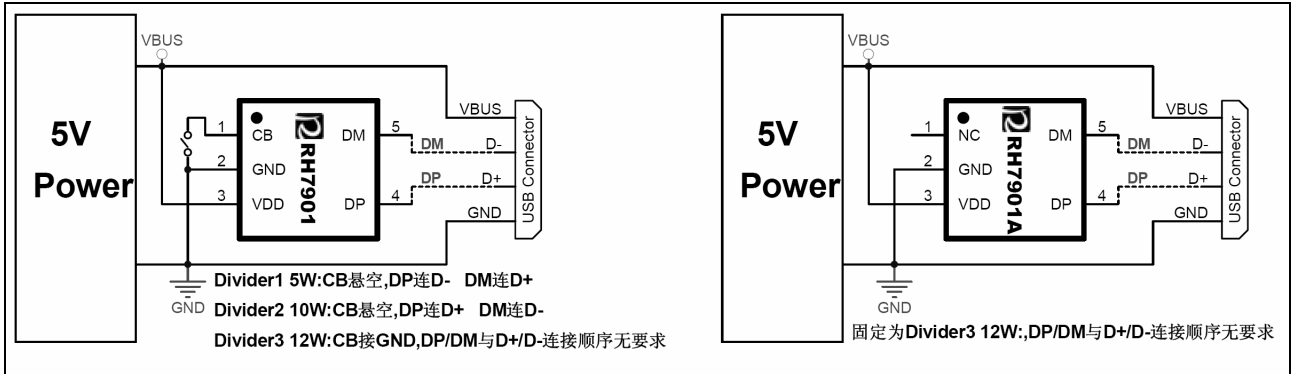 VBUS
5V
Power
1
CB
2
GND
3
VDD
RH7901
DM
5
DP
4
DM
DP
VBUS
D-
D+
GND
USB Connector
GND
Divider1 5W:CB悬空,DP连D- DM连D+
Divider2 10W:CB悬空,DP连D+ DM连D-
Divider3 12W:CB接GND,DP/DM与D+/D-连接顺序无要求
VBUS
5V
Power
1
NC
2
GND
3
VDD
RH7901A
DM
5
DP
4
DM
DP
VBUS
D-
D+
GND
USB Connector
GND
固定为Divider3 12W:,DP/DM与D+/D-连接顺序无要求